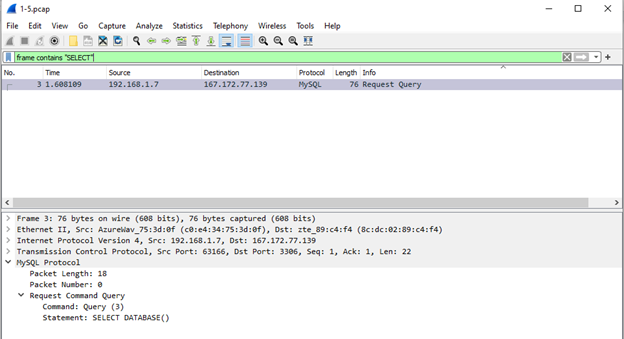 1-5.pcap
File Edit View Go Capture Analyze Statistics Telephony Wireless Tools Help
frame contains "SELECT"
No. Time Source Destination Protocol Length Info
3 1.608109 192.168.1.7 167.172.77.139 MySQL 76 Request Query
Frame 3: 76 bytes on wire (608 bits), 76 bytes captured (608 bits)
Ethernet II, Src: AzureWav_75:3d:0f (c0:e4:34:75:3d:0f), Dst: zte_89:c4:f4 (8c:dc:02:89:c4:f4)
Internet Protocol Version 4, Src: 192.168.1.7, Dst: 167.172.77.139
Transmission Control Protocol, Src Port: 63166, Dst Port: 3306, Seq: 1, Ack: 1, Len: 22
MySQL Protocol
Packet Length: 18
Packet Number: 0
Request Command Query
Command: Query (3)
Statement: SELECT DATABASE()